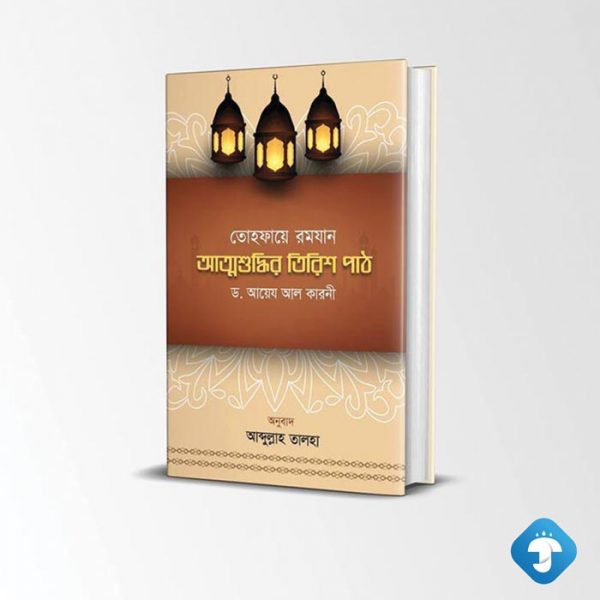 তোহফায়ে রমযান
আত্মশুদ্ধির তিরিশ পাঠ
ড. আয়েয আল কারনী
অনুবাদ
আব্দুল্লাহ তালহা